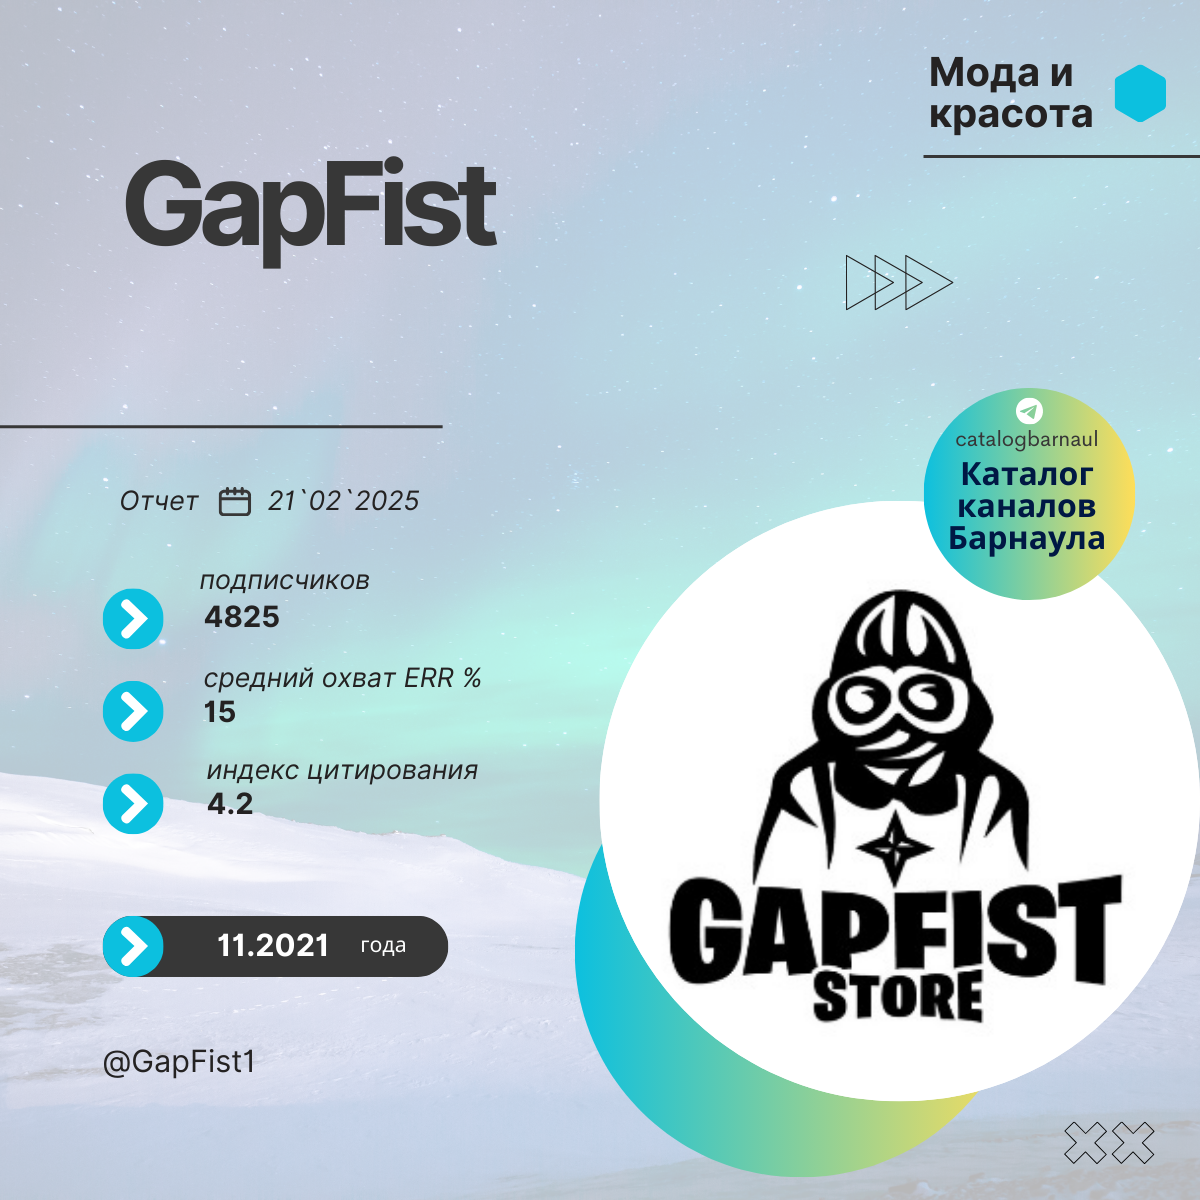 Мода и
красота
GapFist
catalogbarnaul
Каталог
каналов
Барнаула
Отчет 21`02`2025
подписчиков
4825
средний охват ERR %
15
индекс цитирования
4.2
11.2021 года
@GapFist1
GAPFIST
STORE